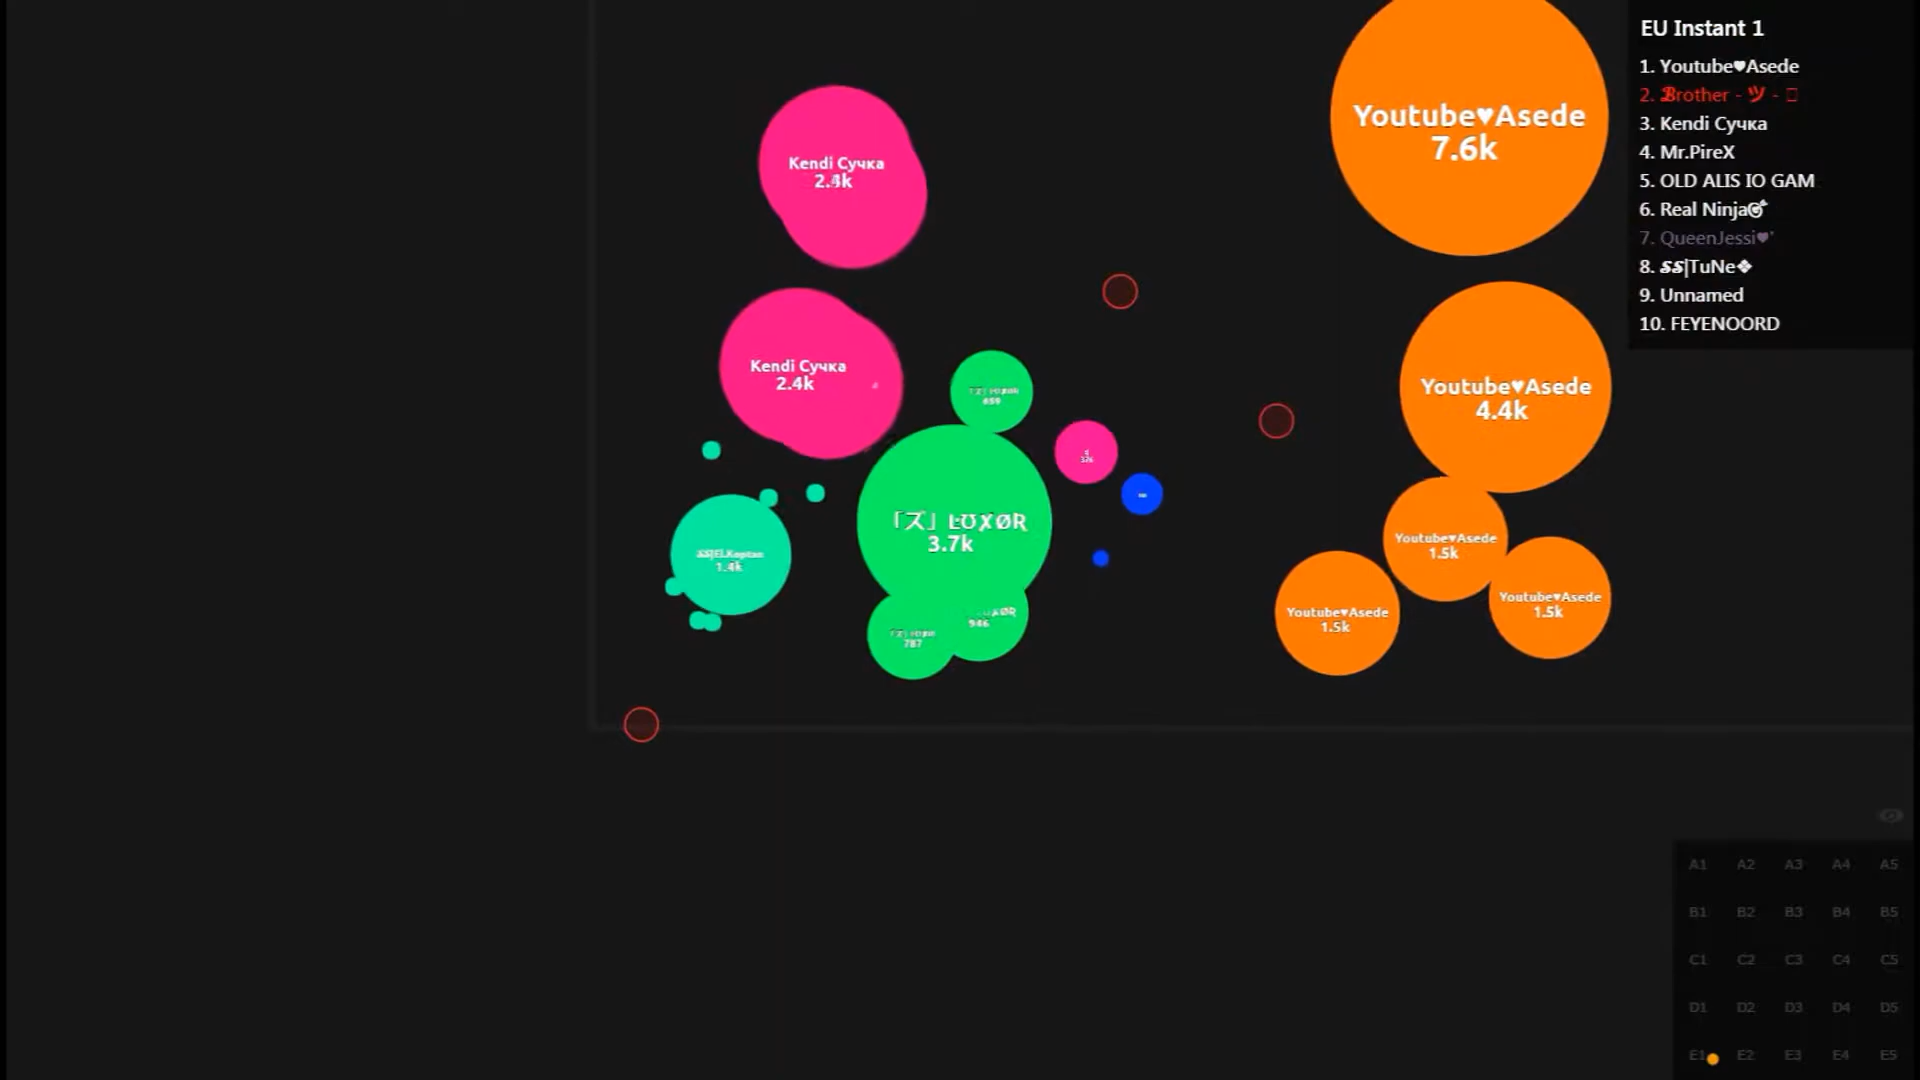 EU Instant 1
1. Youtube♥Asede
2. Brother - ツ -
3. Kendi Сучка
4. Mr.PireX
5. OLD ALIS IO GAM
6. Real Ninja
7. QueenJessi♥'
8. ss|TuNe❖
9. Unnamed
10. FEYENOORD
Youtube♥Asede
7.6k
Kendi Сучка
Kendi Сучка
2.4k
Youtube♥Asede
4.4k
659
「ズ」ŁƱXØR
3.7k
1.4k
946
787
Youtube♥Asede
1.5k
Youtube♥Asede
1.5k
Youtube♥Asede
1.5k
A1 A2 A3 A4 A5
B1 B2 B3 B4 B5
C1 C2 C3 C4 C5
D1 D2 D3 D4 D5
E1 E2 E3 E4 E5